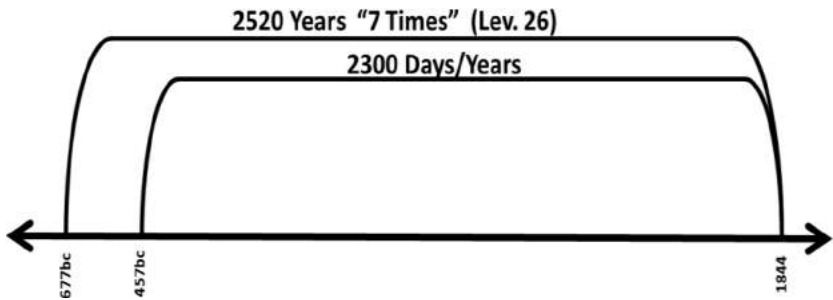 2520 Years “7 Times” (Lev. 26)
2300 Days/Years
677bc
457bc
1844